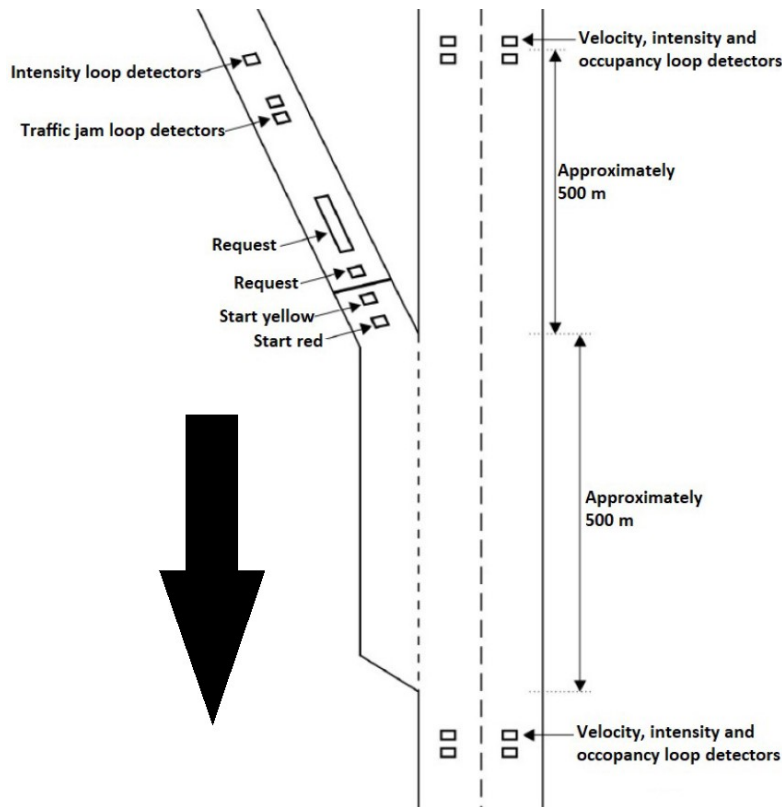 Velocity, intensity and
occupancy loop detectors
Intensity loop detectors
Traffic jam loop detectors
Approximately
500 m
Request
Request
Start yellow
Start red
Approximately
500 m
Velocity, intensity and
occopancy loop detectors